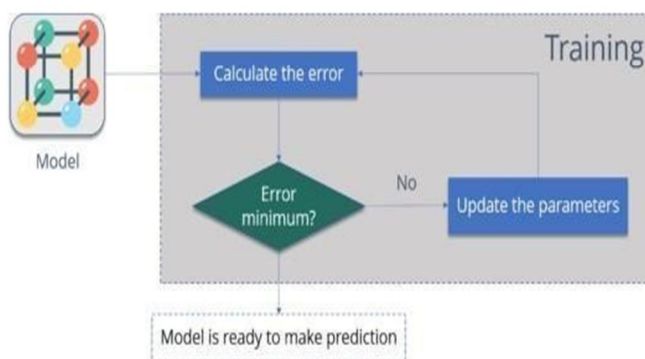 Training
Calculate the error
Model
Error
minimum?
No
Update the parameters
Model is ready to make prediction